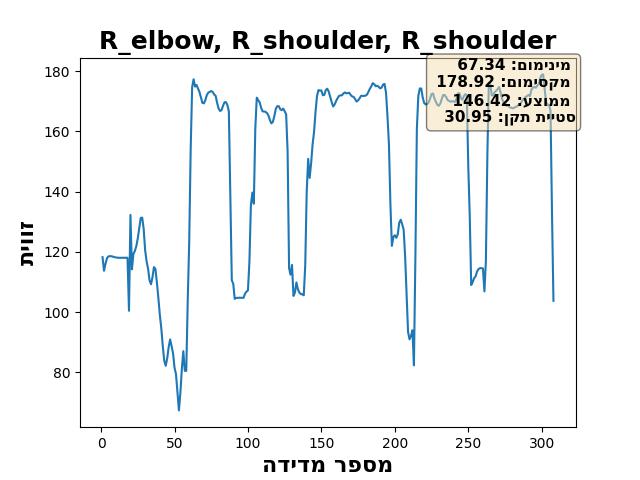 R_elbow, R_shoulder, R_shoulder
מינימום: 67.34
מקסימום: 178.92
ממוצע: 146.42
סטיית תקן: 30.95
180
160
140
120
100
80
זווית
0 50 100 150 200 250 300
מספר מדידה